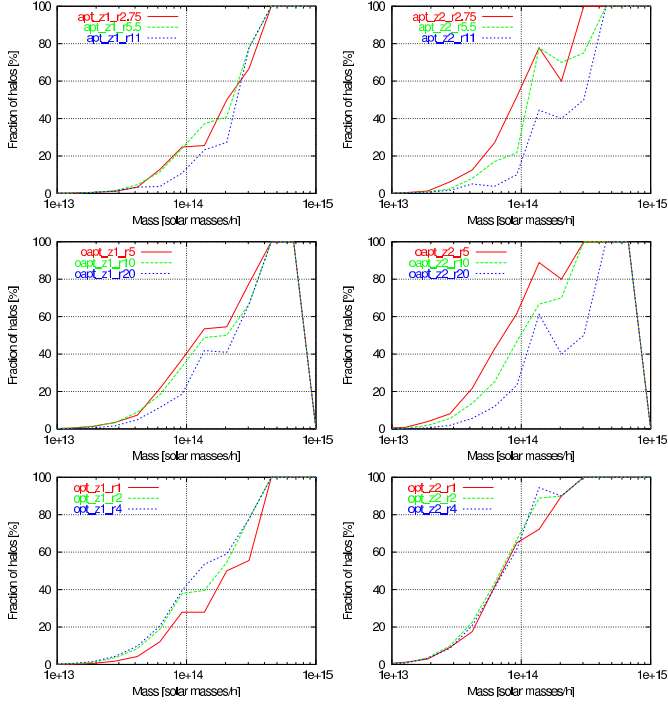 100
80
60
40
20
0
Fraction of halos [%]
apt_z1_r2.75
apt_z1_r5.5
apt_z1_r11
1e+13
1e+14
1e+15
Mass [solar masses/h]
100
80
60
40
20
0
Fraction of halos [%]
apt_z2_r2.75
apt_z2_r5.5
apt_z2_r11
1e+13
1e+14
1e+15
Mass [solar masses/h]
100
80
60
40
20
0
Fraction of halos [%]
oapt_z1_r5
oapt_z1_r10
oapt_z1_r20
1e+13
1e+14
1e+15
Mass [solar masses/h]
100
80
60
40
20
0
Fraction of halos [%]
oapt_z2_r5
oapt_z2_r10
oapt_z2_r20
1e+13
1e+14
1e+15
Mass [solar masses/h]
100
80
60
40
20
0
Fraction of halos [%]
opt_z1_r1
opt_z1_r2
opt_z1_r4
1e+13
1e+14
1e+15
Mass [solar masses/h]
100
80
60
40
20
0
Fraction of halos [%]
opt_z2_r1
opt_z2_r2
opt_z2_r4
1e+13
1e+14
1e+15
Mass [solar masses/h]